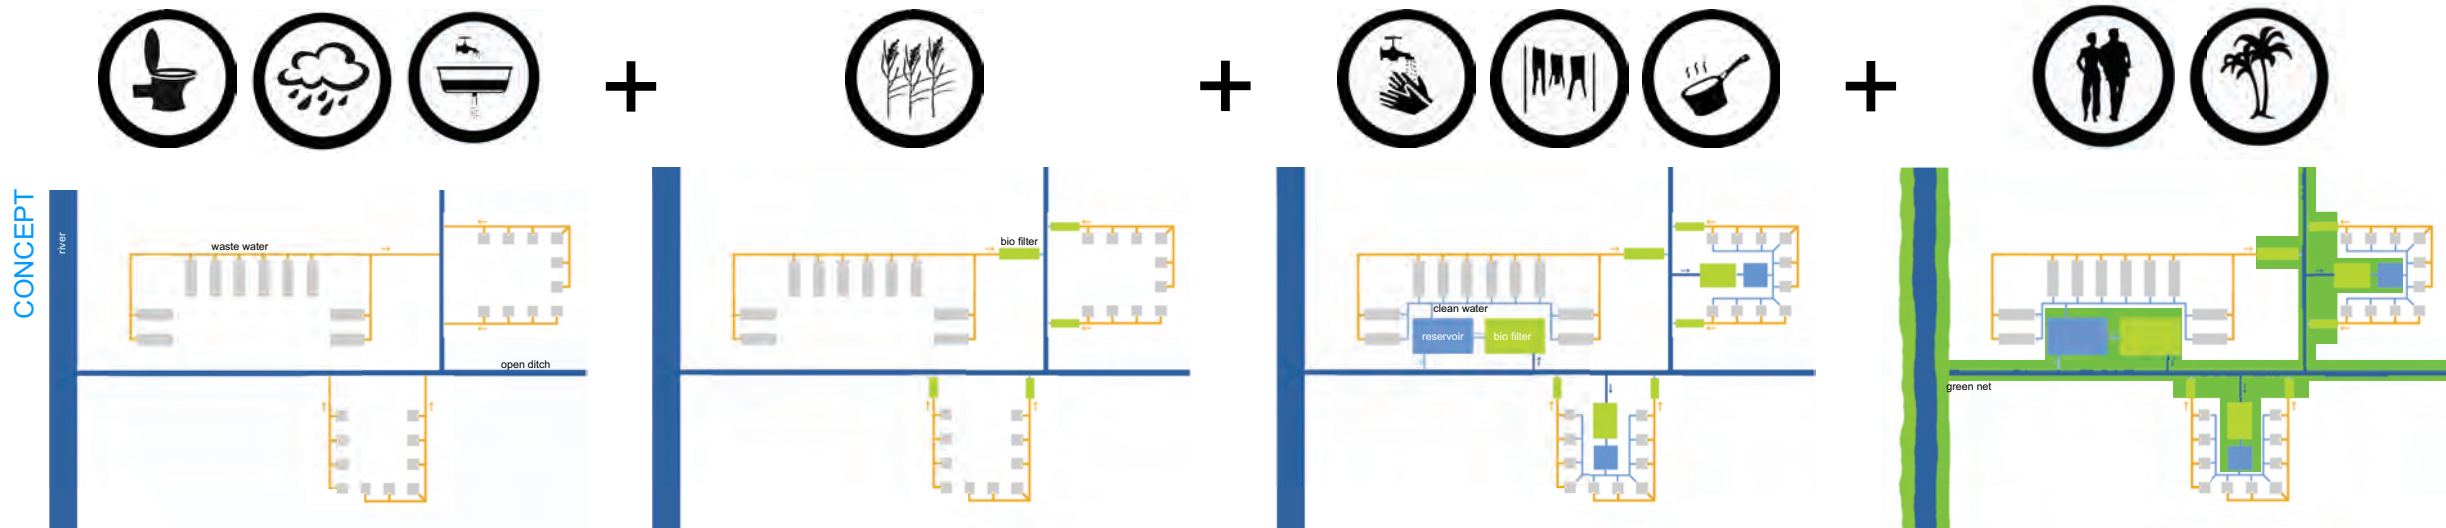 CONCEPT
river
waste water
open ditch
bio filter
clean water
reservoir
bio filter
green net